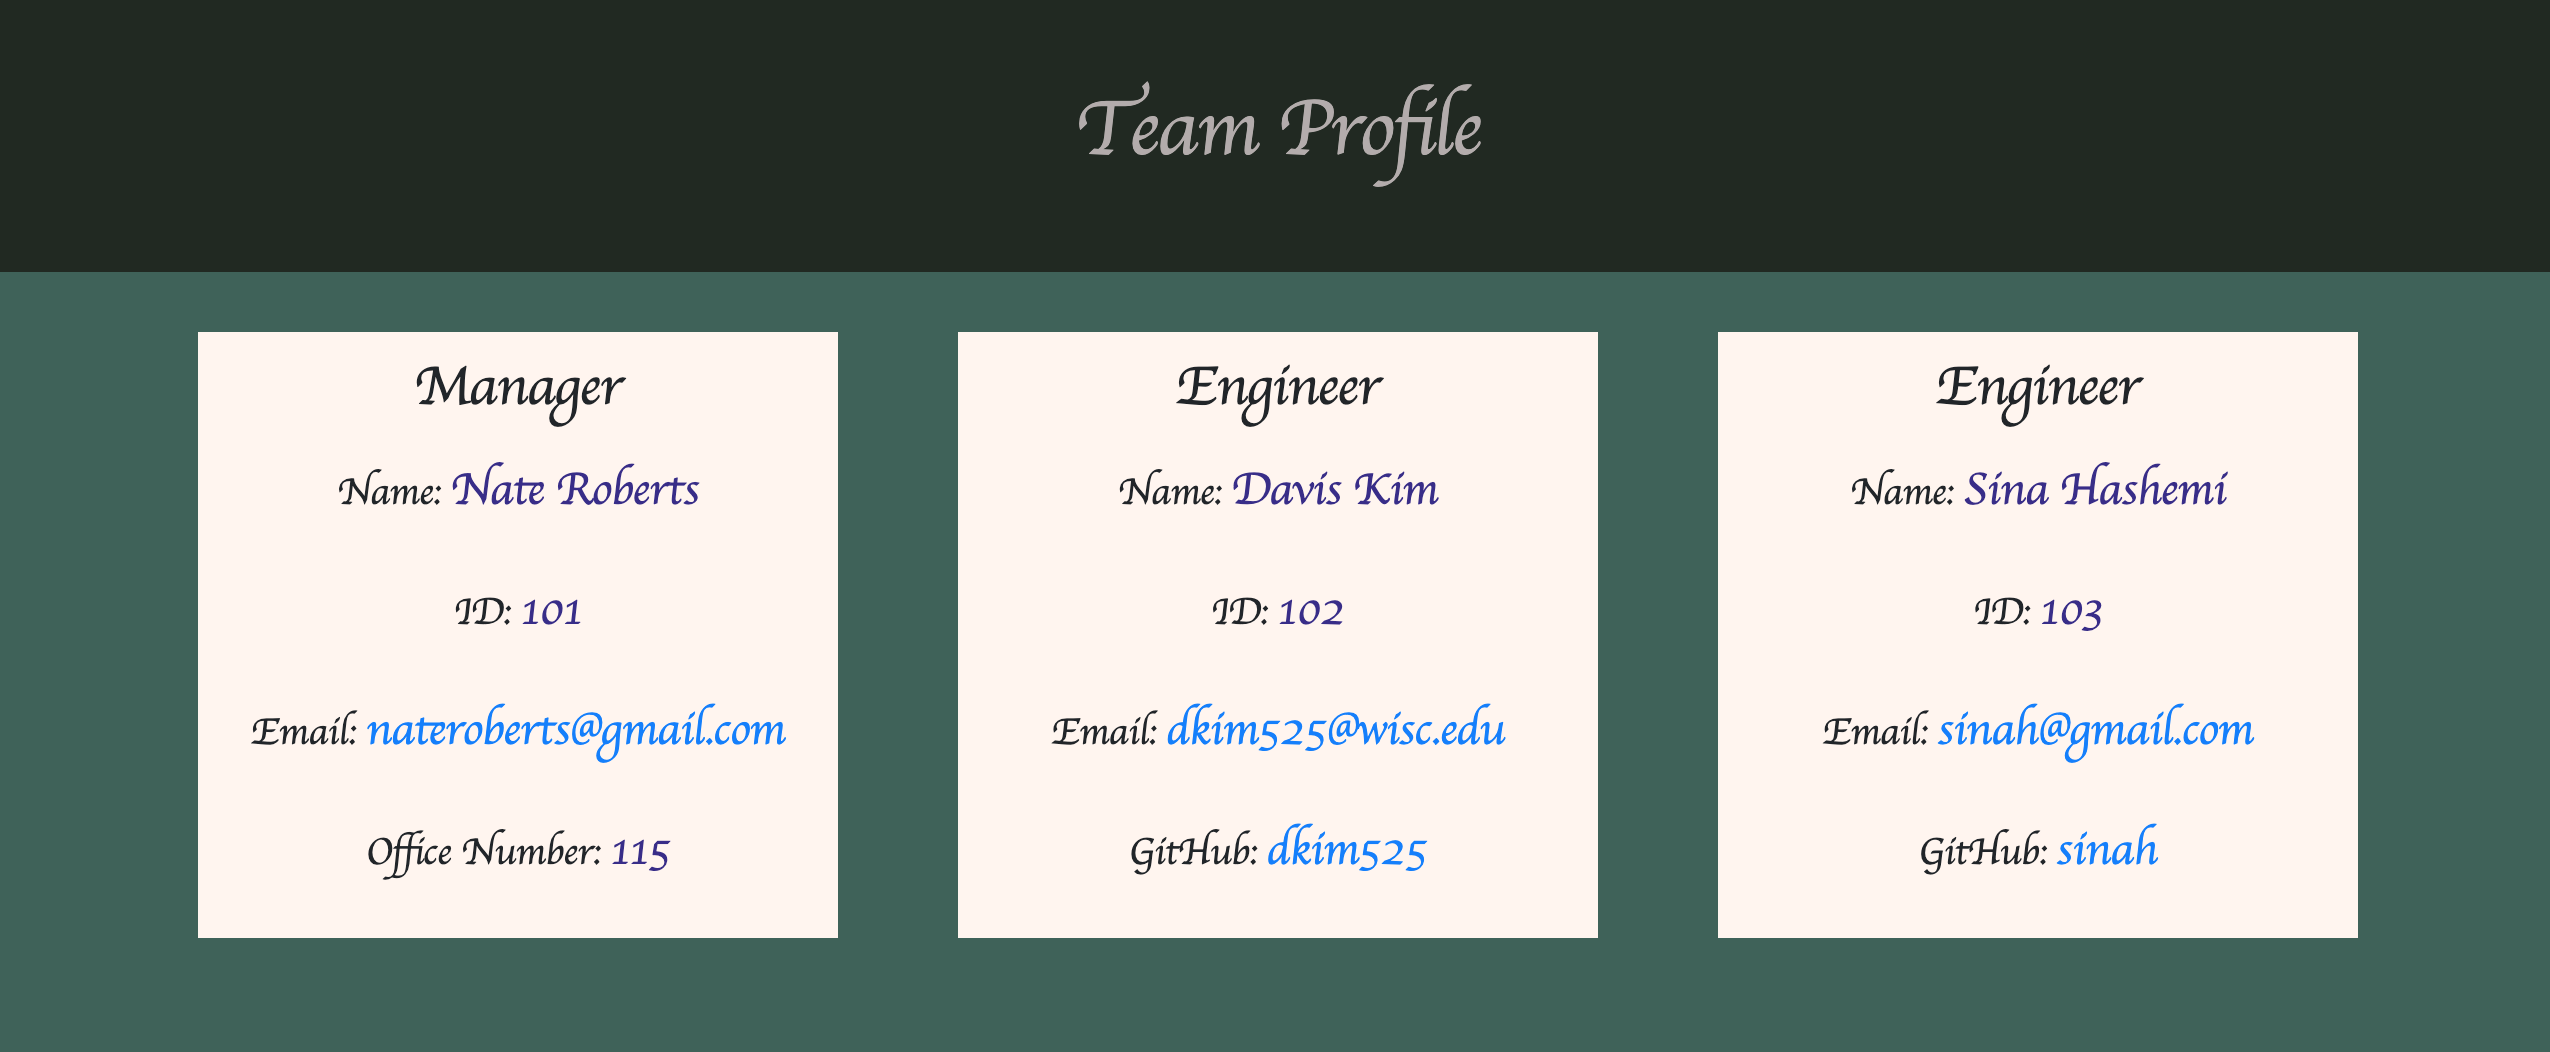 Team Profile
Manager
Name: Nate Roberts
ID: 101
Email: nateroberts@gmail.com
Office Number: 115
Engineer
Name: Davis Kim
ID: 102
Email: dkim525@wisc.edu
GitHub: dkim525
Engineer
Name: Sina Hashemi
ID: 103
Email: sinah@gmail.com
GitHub: sinah